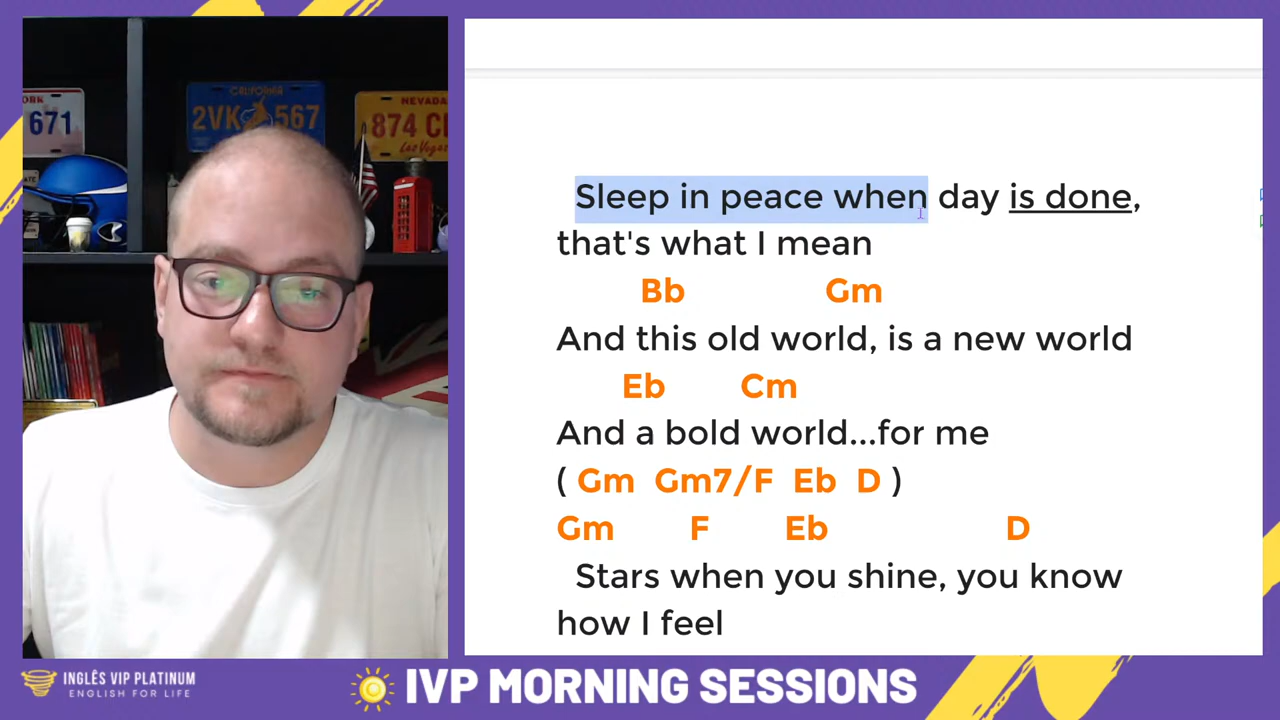 ORK
671
CALIFORNIA
2VK 567
NEVADA
874 C
Las Vegas
Sleep in peace when day is done,
that's what I mean
Bb Gm
And this old world, is a new world
Eb Cm
And a bold world...for me
( Gm Gm7/F Eb D )
Gm F Eb D
Stars when you shine, you know
how I feel
INGLÊS VIP PLATINUM
ENGLISH FOR LIFE
IVP MORNING SESSIONS